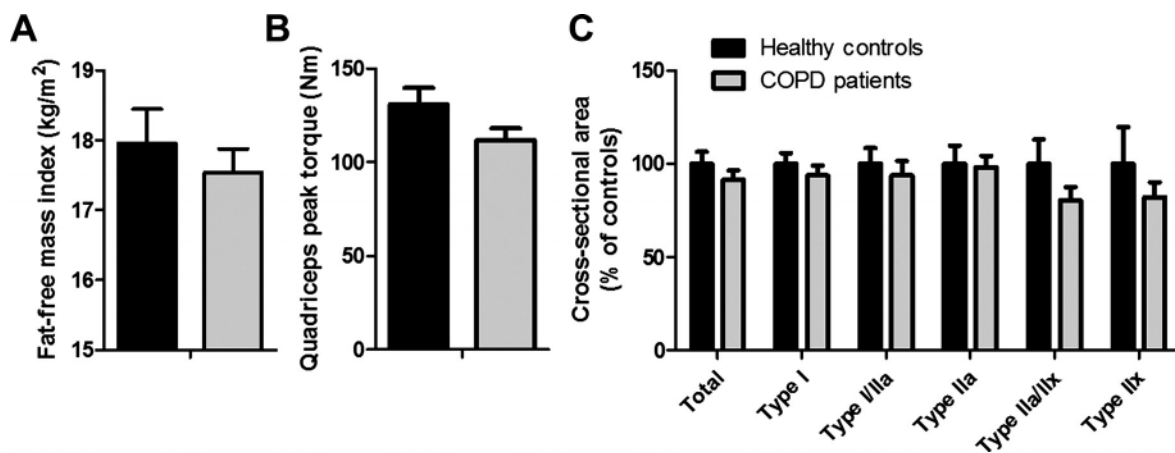 A
Fat-free mass index (kg/m²)
19
18
17
16
15
B
Quadriceps peak torque (Nm)
150
100
50
0
C
Healthy controls
COPD patients
Cross-sectional area
(% of controls)
150
100
50
0
Total
Type I
Type I/IIa
Type IIa
Type IIa/IIx
Type IIx